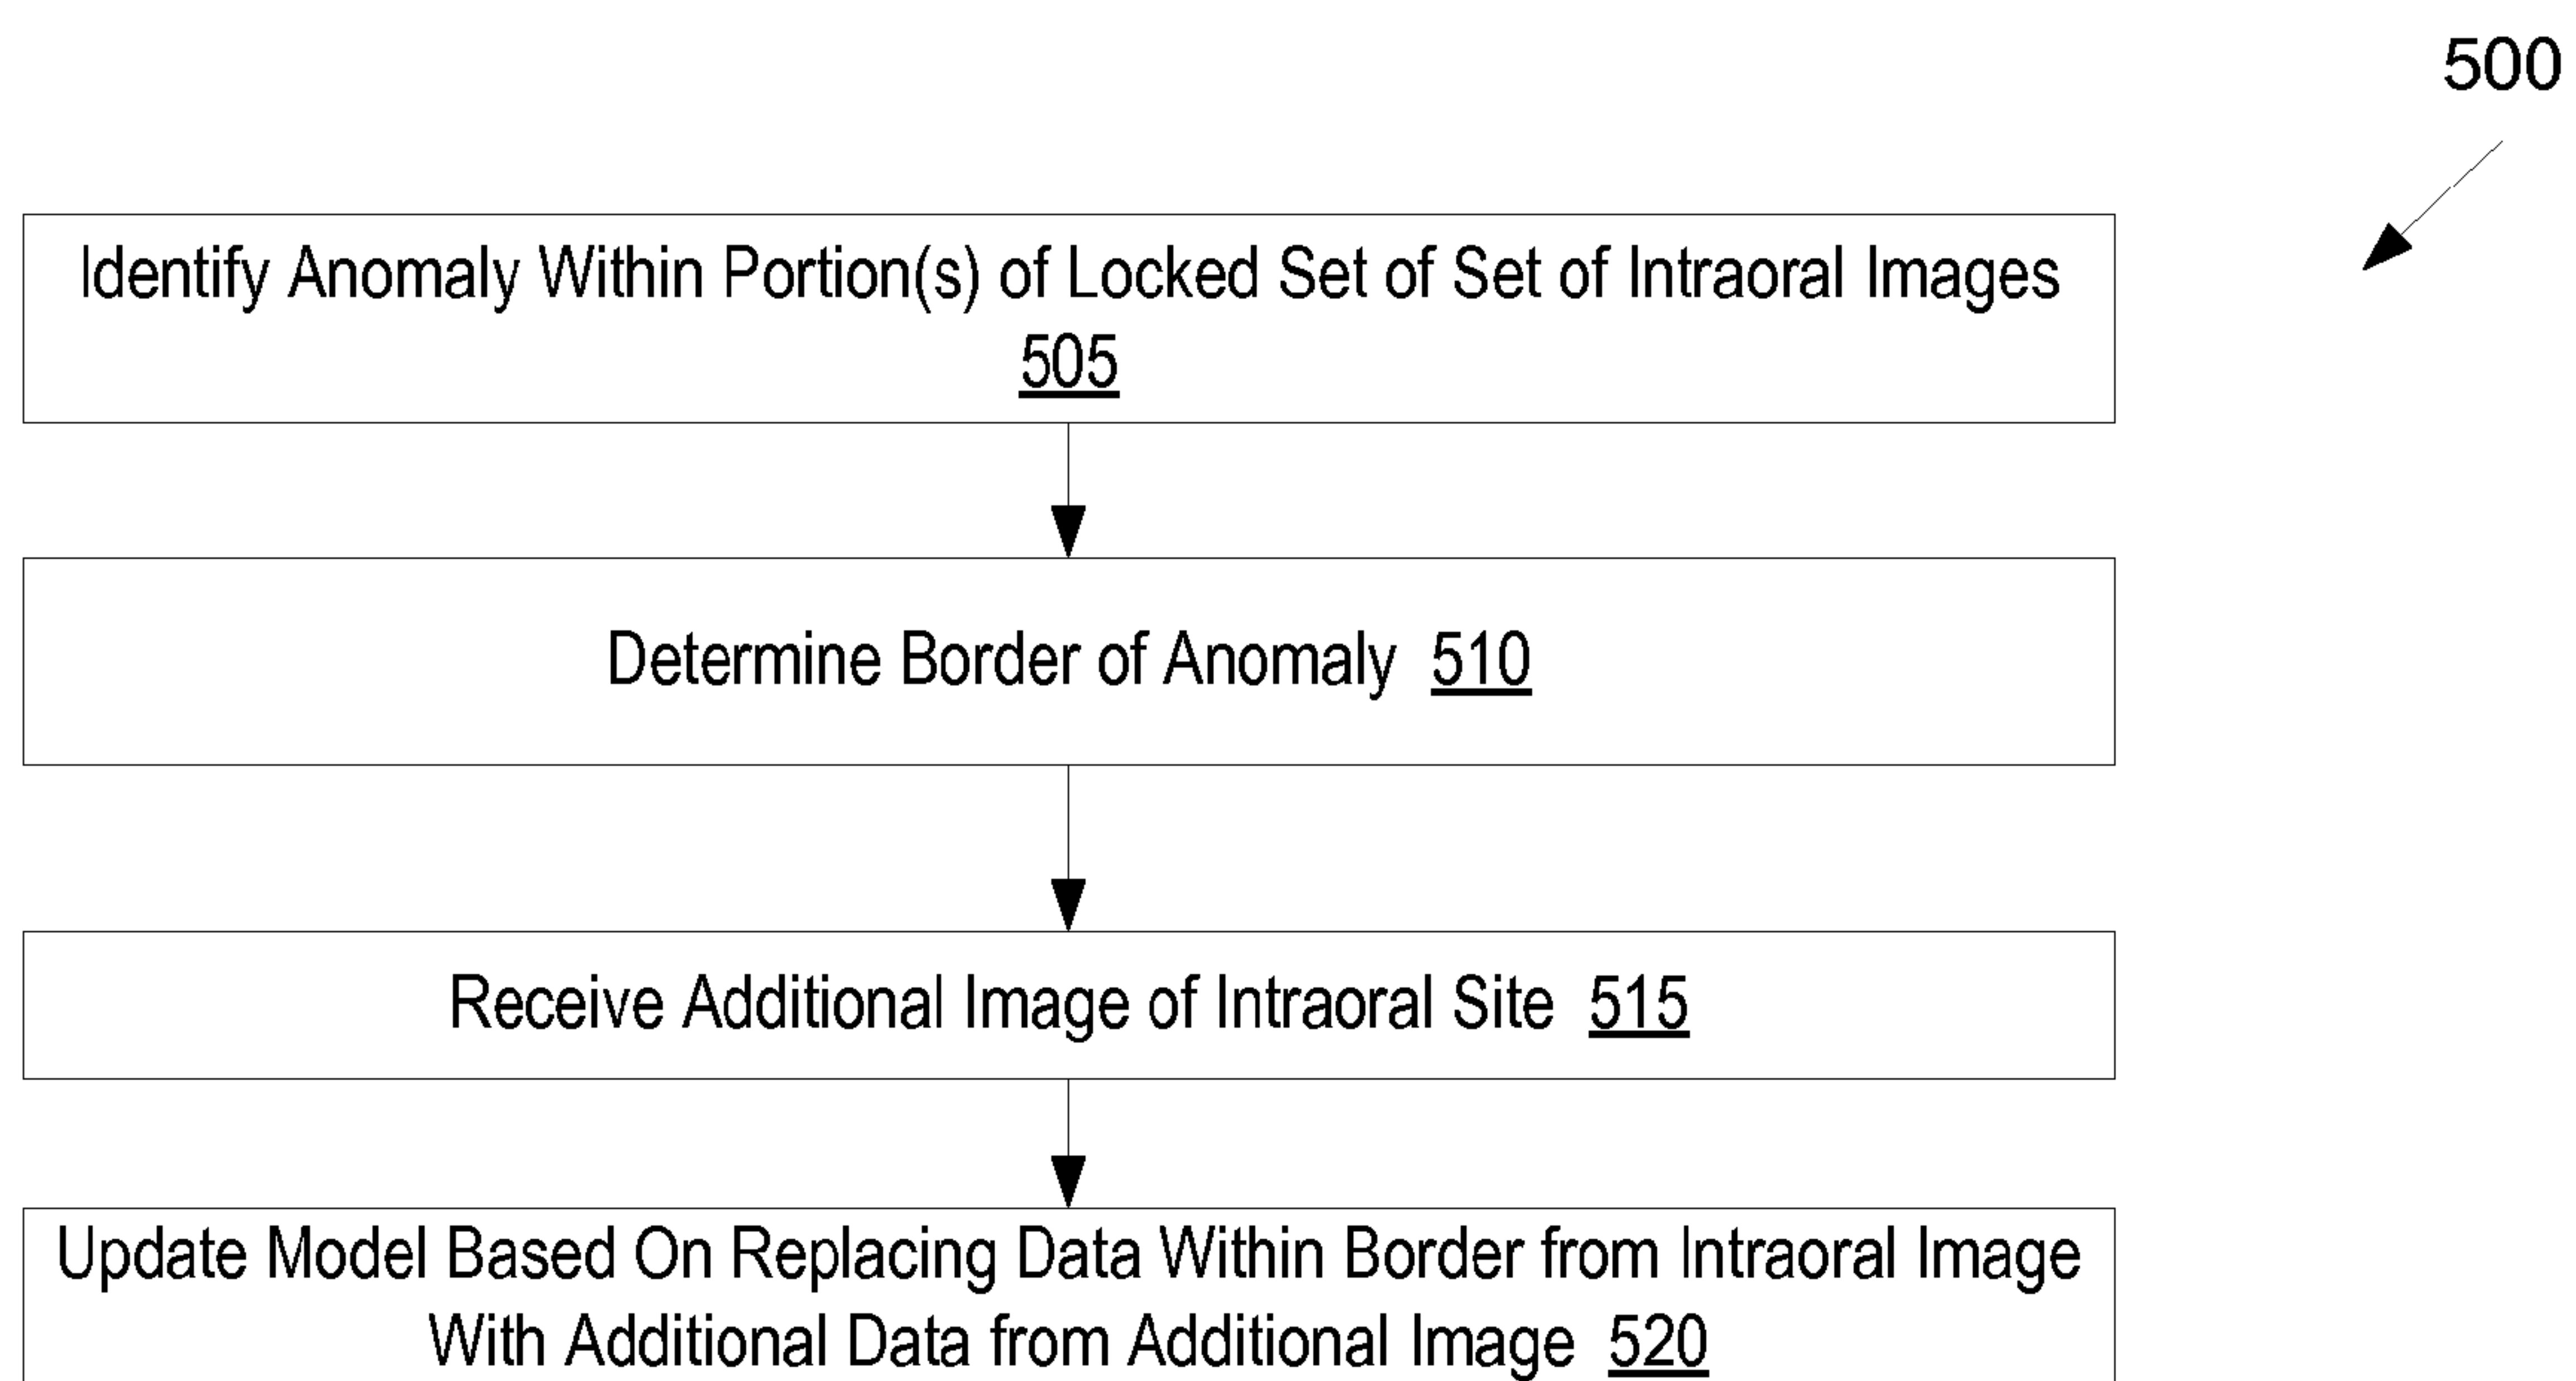 500
Identify Anomaly Within Portion(s) of Locked Set of Set of Intraoral Images
505
Determine Border of Anomaly 510
Receive Additional Image of Intraoral Site 515
Update Model Based On Replacing Data Within Border from Intraoral Image
With Additional Data from Additional Image 520